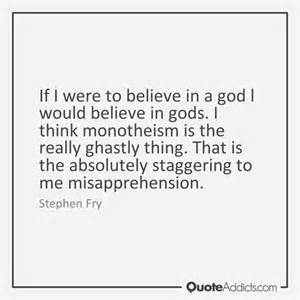 If I were to believe in a god I
would believe in gods. I
think monotheism is the
really ghastly thing. That is
the absolutely staggering to
me misapprehension.
Stephen Fry
QuoteAddicts.com